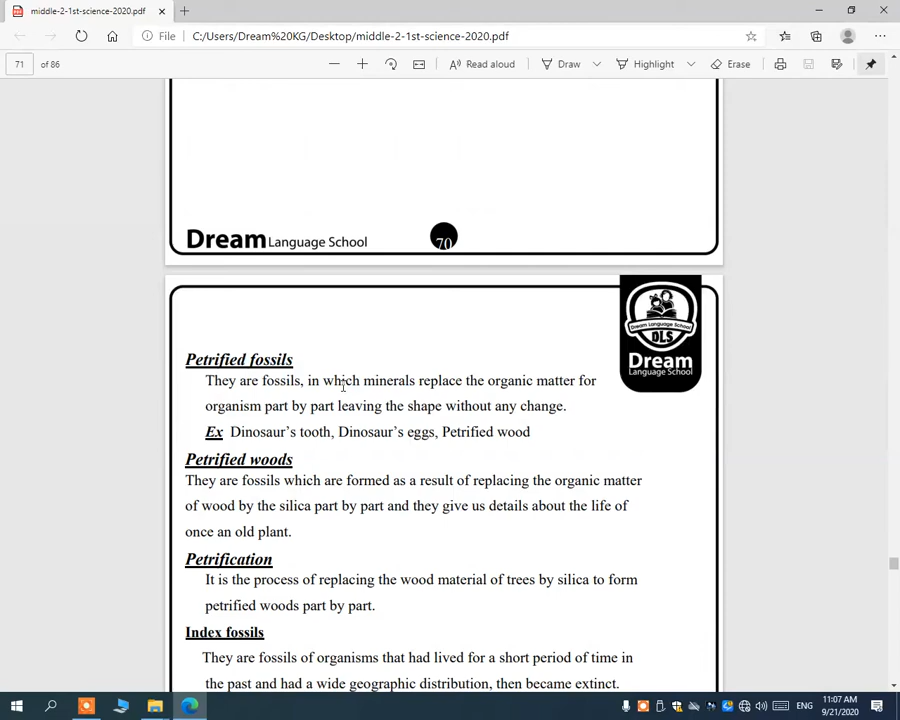 middle-2-1st-science-2020.pdf
File
C:/Users/Dream%20KG/Desktop/middle-2-1st-science-2020.pdf
71 of 86
Read aloud
Draw
Highlight
Erase
Dream Language School
70
Dream Language School
DLS
Dream
Language School
Petrified fossils
They are fossils, in which minerals replace the organic matter for
organism part by part leaving the shape without any change.
Ex Dinosaur's tooth, Dinosaur's eggs, Petrified wood
Petrified woods
They are fossils which are formed as a result of replacing the organic matter
of wood by the silica part by part and they give us details about the life of
once an old plant.
Petrification
It is the process of replacing the wood material of trees by silica to form
petrified woods part by part.
Index fossils
They are fossils of organisms that had lived for a short period of time in
the past and had a wide geographic distribution, then became extinct.
ENG
11:07 AM
9/21/2020